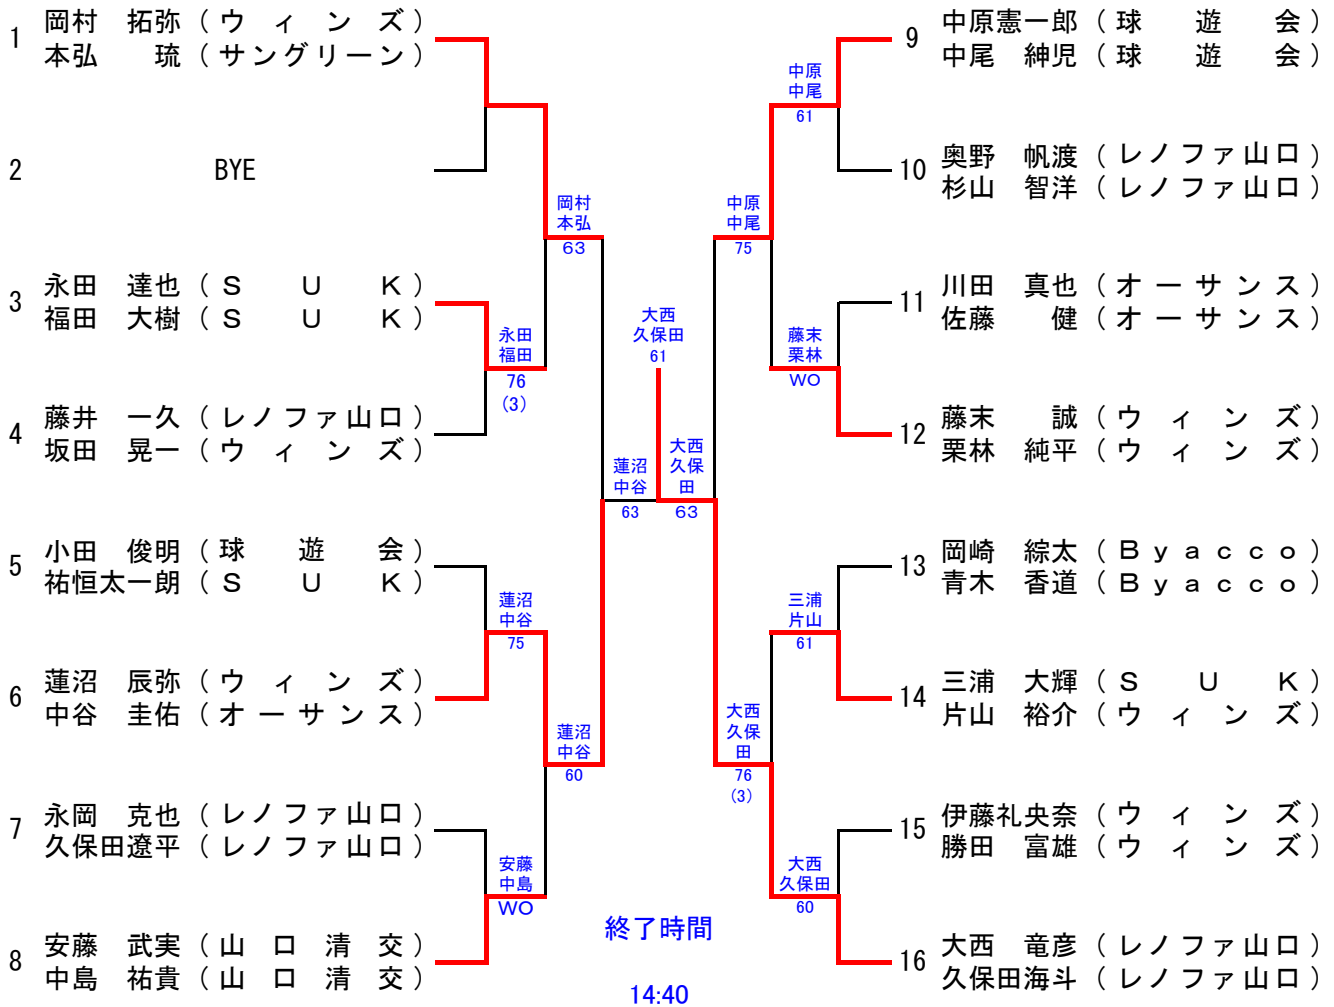 1 岡村 拓弥 ( ウィンズ )
本弘 琉 ( サングリーン )
2 BYE
3 永田 達也 ( SUK )
福田 大樹 ( SUK )
4 藤井 一久 ( レノファ山口 )
坂田 晃一 ( ウィンズ )
5 小田 俊明 ( 球遊会 )
祐恒太一朗 ( SUK )
6 蓮沼 辰弥 ( ウィンズ )
中谷 圭佑 ( オーサンス )
7 永岡 克也 ( レノファ山口 )
久保田遼平 ( レノファ山口 )
8 安藤 武実 ( 山口清交 )
中島 祐貴 ( 山口清交 )
永田
福田
76
(3)
蓮沼
中谷
75
安藤
中島
WO
岡村
本弘
63
蓮沼
中谷
60
蓮沼
中谷
63
大西
久保田
61
大西
久保
田
63
中原
中尾
75
大西
久保
田
76
(3)
中原
中尾
61
藤末
栗林
WO
三浦
片山
61
大西
久保田
60
9 中原憲一郎 ( 球遊会 )
中尾 紳児 ( 球遊会 )
10 奥野 帆渡 ( レノファ山口 )
杉山 智洋 ( レノファ山口 )
11 川田 真也 ( オーサンス )
佐藤 健 ( オーサンス )
12 藤末 誠 ( ウィンズ )
栗林 純平 ( ウィンズ )
13 岡崎 綜太 ( Byacco )
青木 香道 ( Byacco )
14 三浦 大輝 ( SUK )
片山 裕介 ( ウィンズ )
15 伊藤礼央奈 ( ウィンズ )
勝田 富雄 ( ウィンズ )
16 大西 竜彦 ( レノファ山口 )
久保田海斗 ( レノファ山口 )
終了時間
14:40